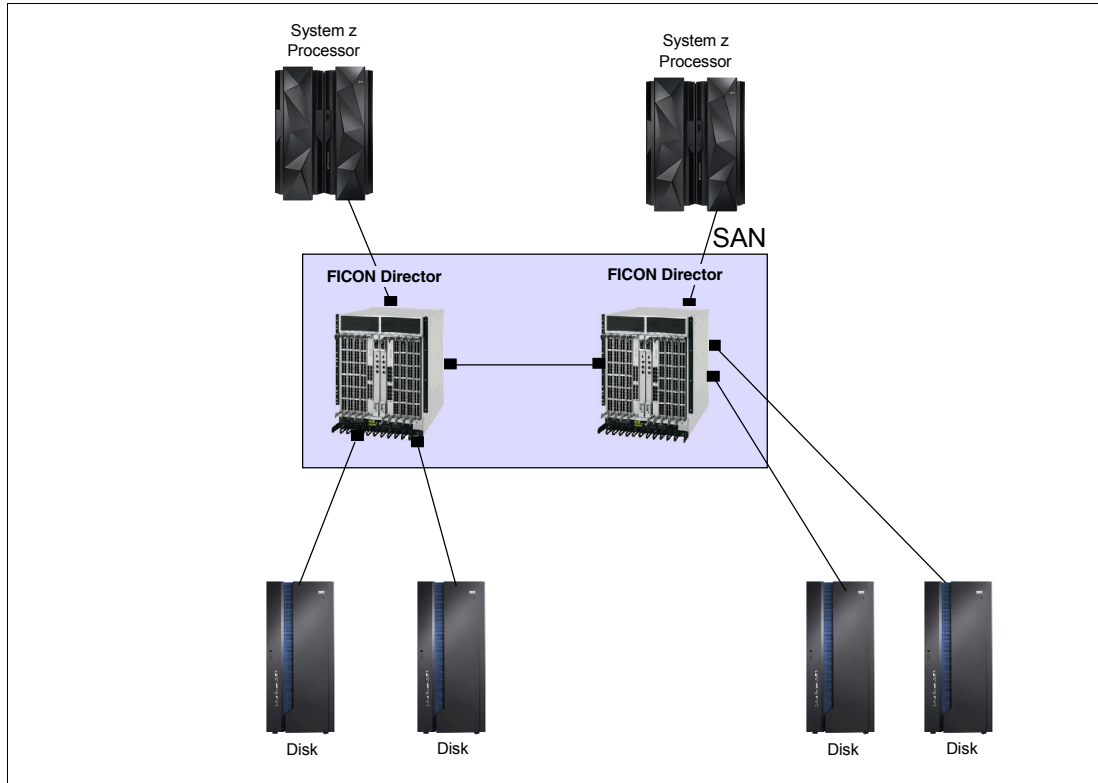 System z
Processor
System z
Processor
SAN
FICON Director
FICON Director
Disk
Disk
Disk
Disk